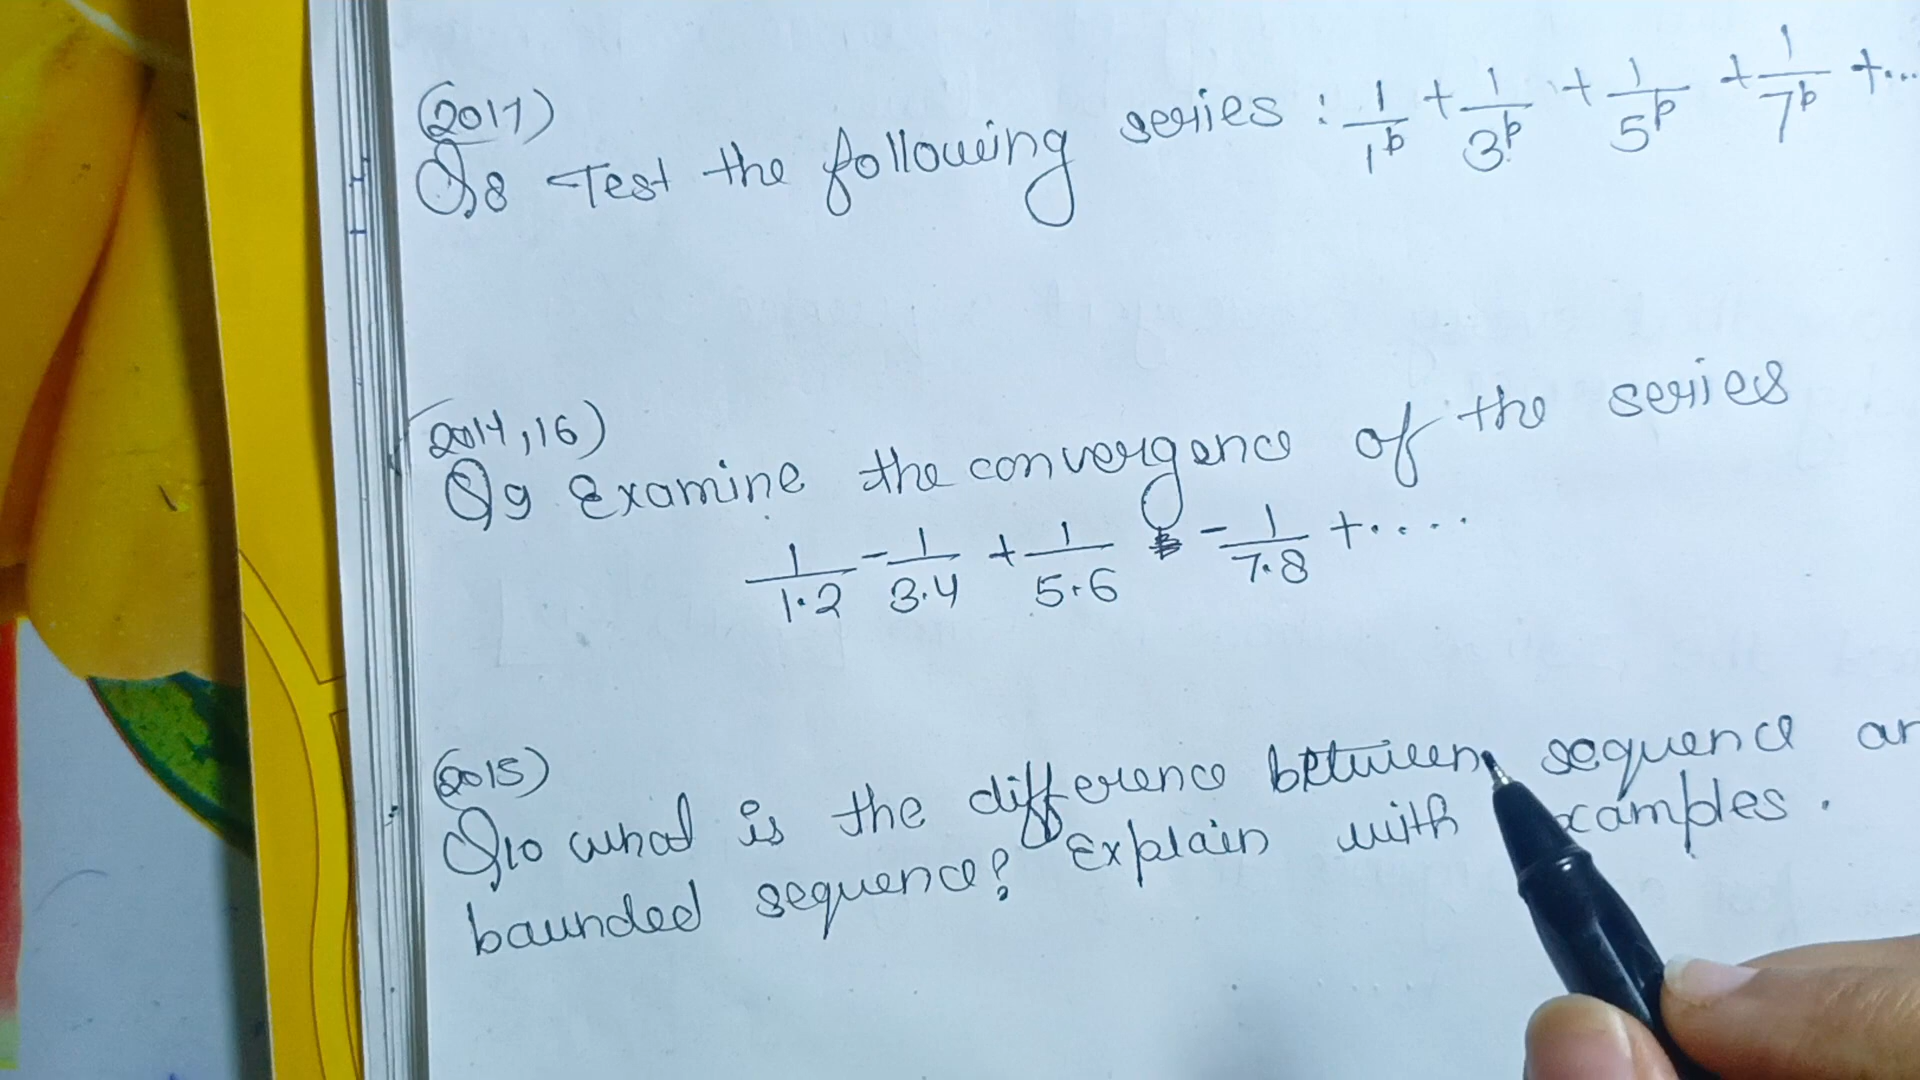 (2017)
Q8 Test the following series : 1/1^p + 1/3^p + 1/5^p + 1/7^p + ...
2014, 16)
Q9 Examine the convergence of the series
1/1.2 - 1/3.4 + 1/5.6 - 1/7.8 + ....
(2015)
Q10 what is the difference between sequence an
baunded sequence? Explain with examples.